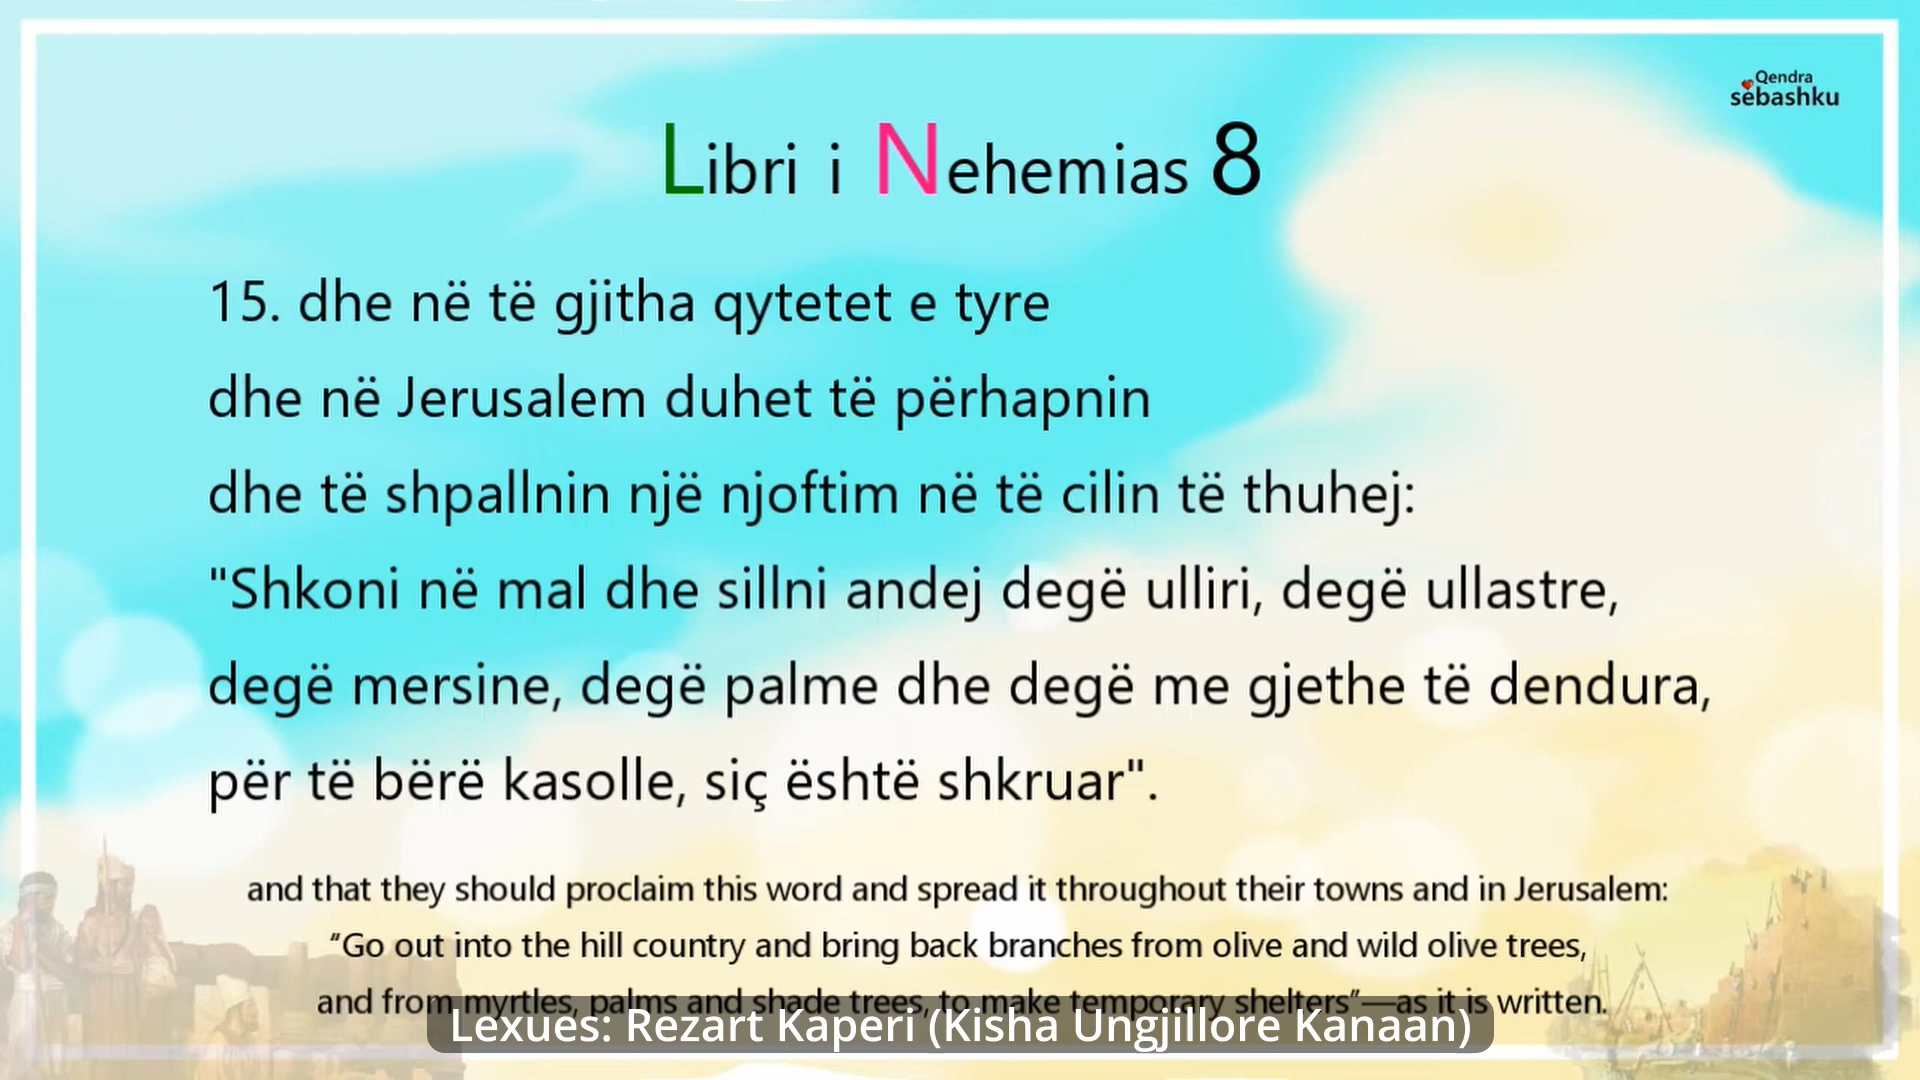 Qendra
sëbashku
Libri i Nehemias 8
15. dhe në të gjitha qytetet e tyre
dhe në Jerusalem duhet të përhapnin
dhe të shpallnin një njoftim në të cilin të thuhej:
"Shkoni në mal dhe sillni andej degë ulliri, degë ullastre,
degë mersine, degë palme dhe degë me gjethe të dendura,
për të bërë kasolle, siç është shkruar".
and that they should proclaim this word and spread it throughout their towns and in Jerusalem:
“Go out into the hill country and bring back branches from olive and wild olive trees,
and from myrtles, palms and shade trees, to make temporary shelters”—as it is written.
Lexues: Rezart Kaperi (Kisha Ungjillore Kanaan)